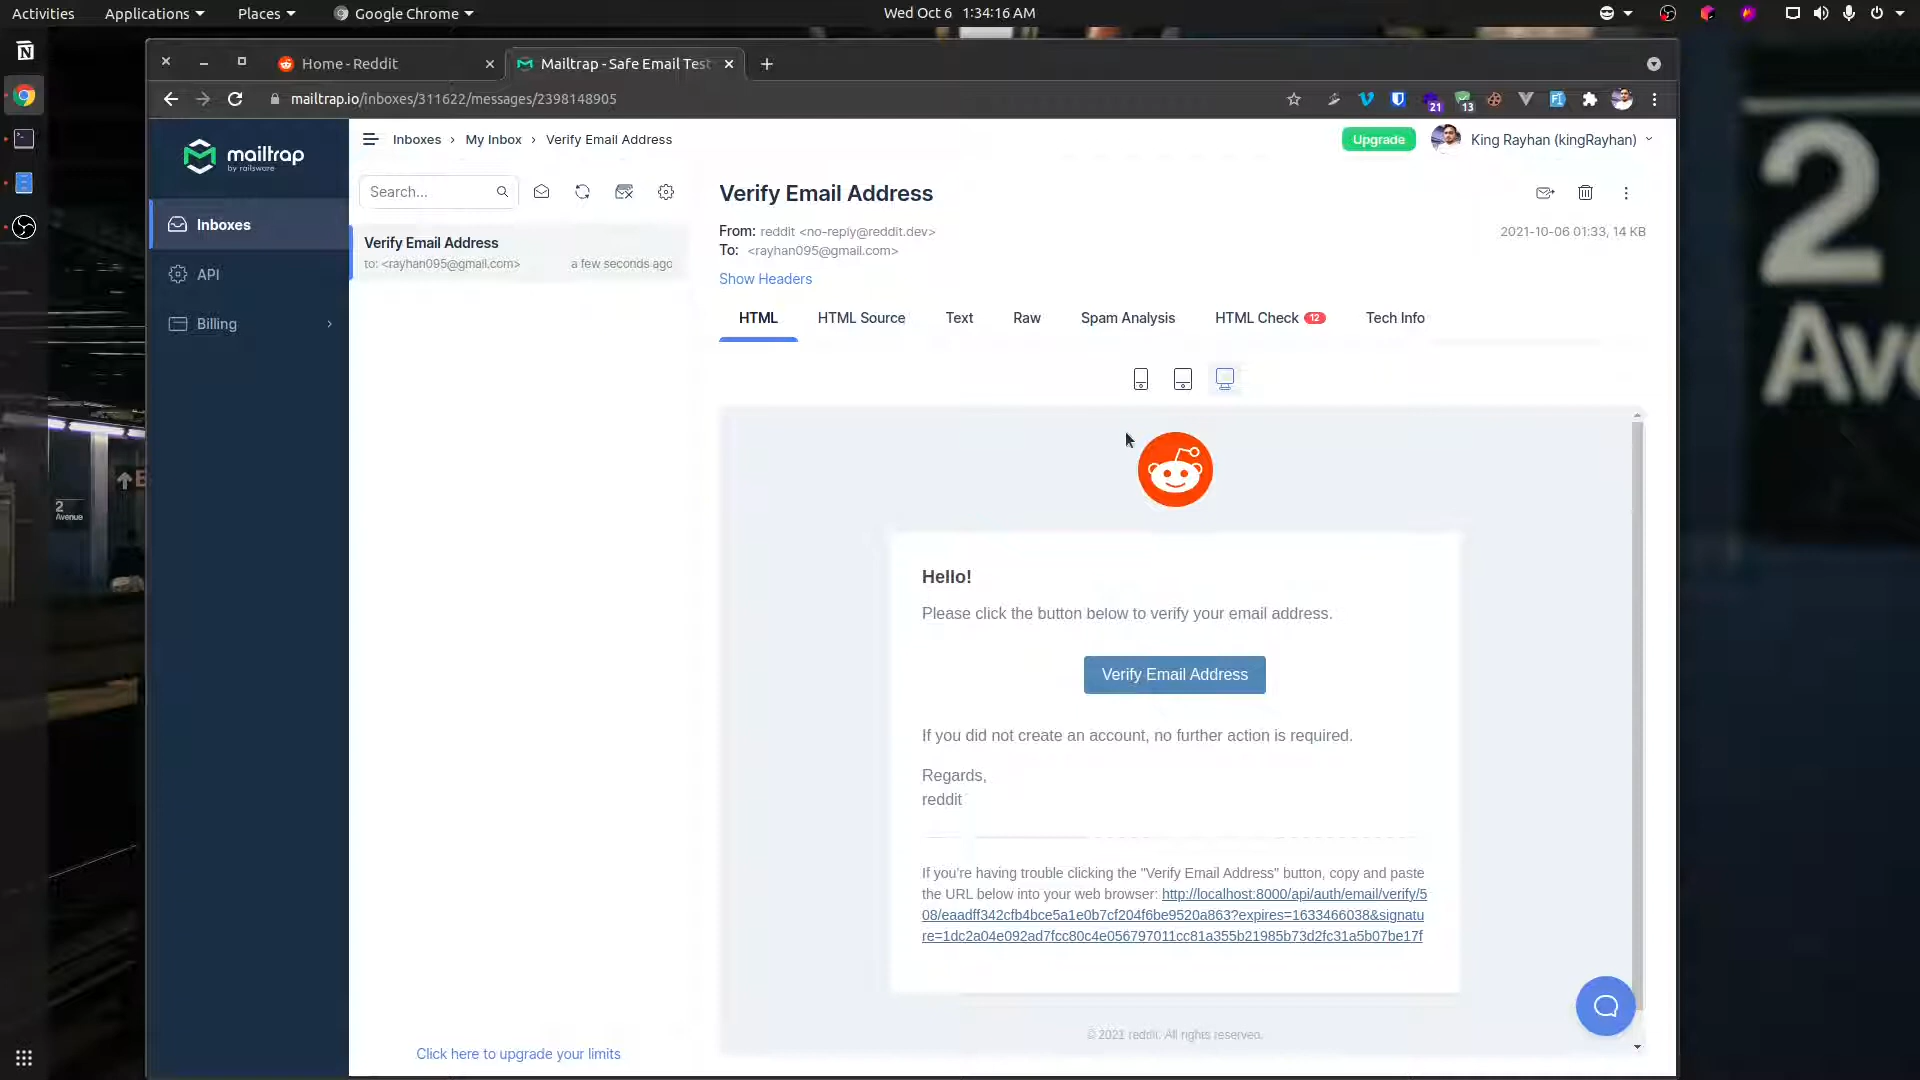 Activities Applications Places Google Chrome Wed Oct 6 1:34:16 AM
Home - Reddit Mailtrap - Safe Email Test
mailtrap.io/inboxes/311622/messages/2398148905 21 13
mailtrap
by railsware
Inboxes
API
Billing
Inboxes › My Inbox › Verify Email Address
Upgrade King Rayhan (kingRayhan)
Search...
Verify Email Address
to: <rayhan095@gmail.com> a few seconds ago
Click here to upgrade your limits
Verify Email Address
From: reddit <no-reply@reddit.dev> 2021-10-06 01:33, 14 KB
To: <rayhan095@gmail.com>
Show Headers
HTML HTML Source Text Raw Spam Analysis HTML Check 12 Tech Info
Hello!
Please click the button below to verify your email address.
Verify Email Address
If you did not create an account, no further action is required.
Regards,
reddit
If you're having trouble clicking the "Verify Email Address" button, copy and paste
the URL below into your web browser: http://localhost:8000/api/auth/email/verify/5
08/eaadff342cfb4bce5a1e0b7cf204f6be9520a863?expires=1633466038&signatu
re=1dc2a04e092ad7fcc80c4e056797011cc81a355b21985b73d2fc31a5b07be17f
© 2021 reddit. All rights reserved.
2
Avenue
2
Ave